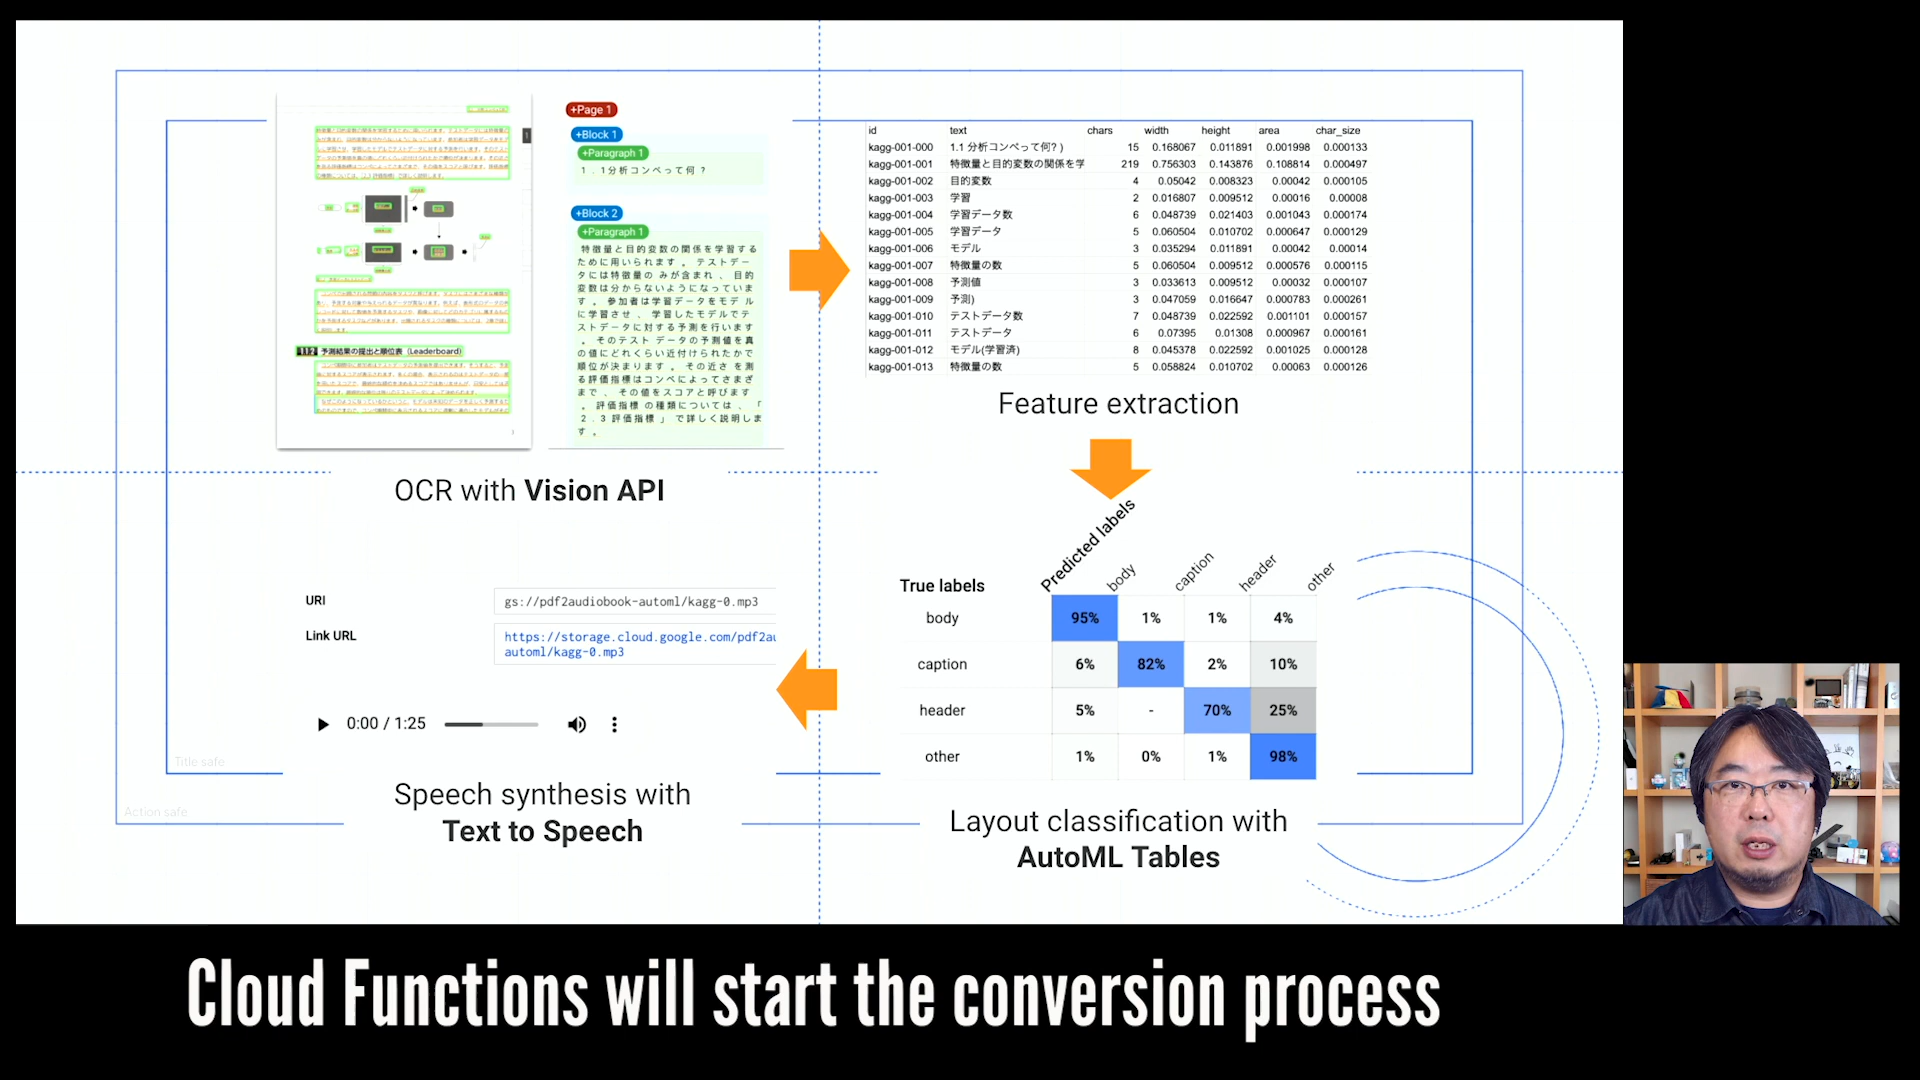 +Page 1
+Block 1
+Paragraph 1
1．1分析コンペって何？
+Block 2
+Paragraph 1
特徴量と目的変数の関係を学習する
ために用いられます 。 テストデー
タには特徴量の みが含まれ 、 目的
変数は分からないようになっていま
す 。 参加者は学習データをモデル
に学習させ 、 学習したモデルでテ
ストデータに対する予測を行います
。 そのテスト データの予測値を真
の値にどれくらい近付けられたかで
順位が決まります 。 その近さ を測
る評価指標はコンペによってさまざ
まで 、 その値をスコアと呼びます
。 評価指標 の種類については 、 「
2．3 評価指標 」 で詳しく説明しま
す 。
1.1.2 予測結果の提出と順位表（Leaderboard）
OCR with Vision API
id text chars width height area char_size
kagg-001-000 1.1 分析コンペって何? ) 15 0.168067 0.011891 0.001998 0.000133
kagg-001-001 特徴量と目的変数の関係を学 219 0.756303 0.143876 0.108814 0.000497
kagg-001-002 目的変数 4 0.05042 0.008323 0.00042 0.000105
kagg-001-003 学習 2 0.016807 0.009512 0.00016 0.00008
kagg-001-004 学習データ数 6 0.048739 0.021403 0.001043 0.000174
kagg-001-005 学習データ 5 0.060504 0.010702 0.000647 0.000129
kagg-001-006 モデル 3 0.035294 0.011891 0.00042 0.00014
kagg-001-007 特徴量の数 5 0.060504 0.009512 0.000576 0.000115
kagg-001-008 予測値 3 0.033613 0.009512 0.00032 0.000107
kagg-001-009 予測) 3 0.047059 0.016647 0.000783 0.000261
kagg-001-010 テストデータ数 7 0.048739 0.022592 0.001101 0.000157
kagg-001-011 テストデータ 6 0.07395 0.01308 0.000967 0.000161
kagg-001-012 モデル(学習済) 8 0.045378 0.022592 0.001025 0.000128
kagg-001-013 特徴量の数 5 0.058824 0.010702 0.00063 0.000126
Feature extraction
Predicted labels
True labels body caption header other
body 95% 1% 1% 4%
caption 6% 82% 2% 10%
header 5% - 70% 25%
other 1% 0% 1% 98%
Layout classification with
AutoML Tables
URI gs://pdf2audiobook-automl/kagg-0.mp3
Link URL https://storage.cloud.google.com/pdf2au
automl/kagg-0.mp3
0:00 / 1:25
Title safe
Speech synthesis with
Text to Speech
Action safe
Cloud Functions will start the conversion process